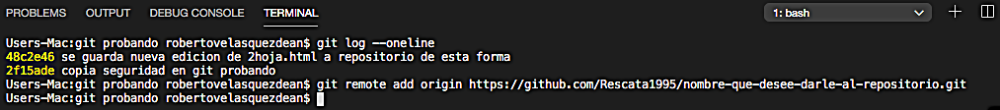 PROBLEMS OUTPUT DEBUG CONSOLE TERMINAL 1: bash
Users-Mac:git probando robertovelasquezdean$ git log --oneline
48c2e46 se guarda nueva edicion de 2hoja.html a repositorio de esta forma
2f15ade copia seguridad en git probando
Users-Mac:git probando robertovelasquezdean$ git remote add origin https://github.com/Rescata1995/nombre-que-desee-darle-al-repositorio.git
Users-Mac:git probando robertovelasquezdean$